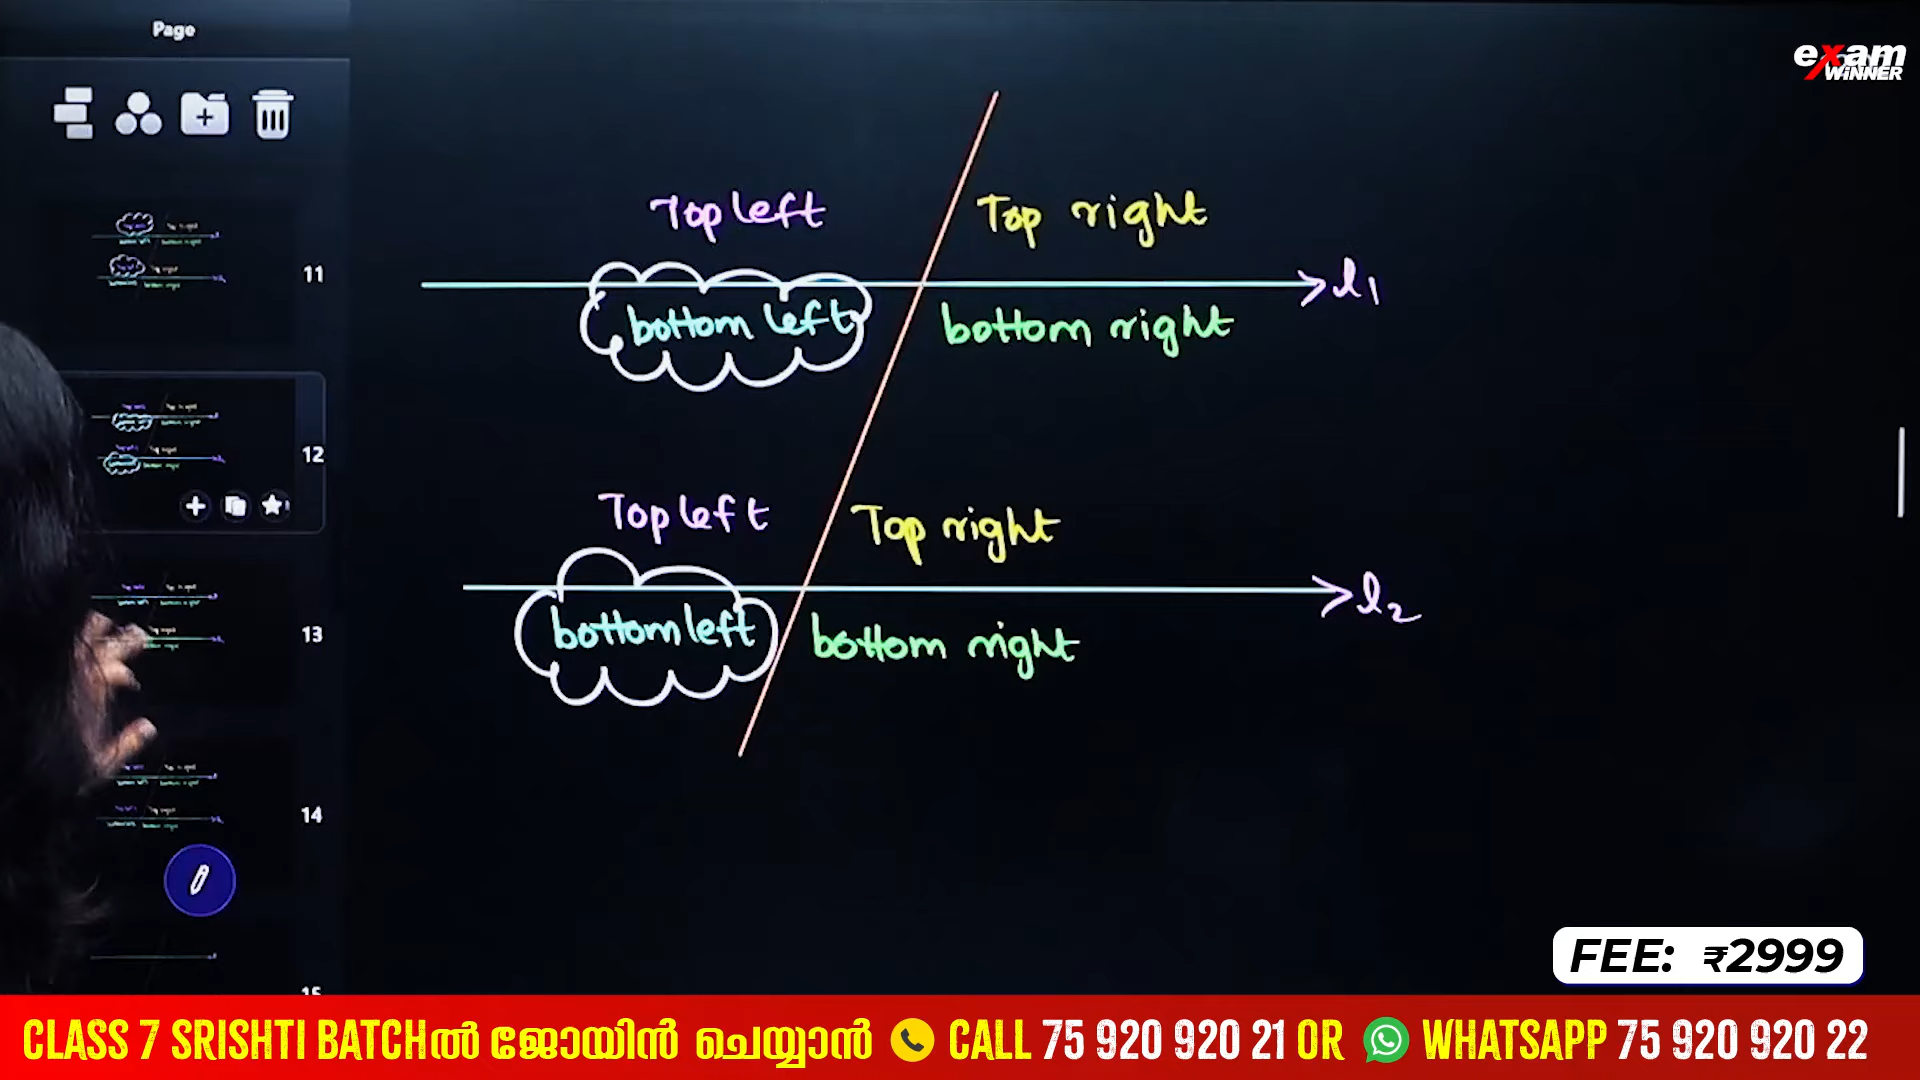 Page
exam
WINNER
Top left Top right
l1
bottom left bottom right
11
12
Top left Top right
l2
bottom left bottom right
13
14
15
FEE: ₹2999
CLASS 7 SRISHTI BATCHൽ ജോയിൻ ചെയ്യാൻ CALL 75 920 920 21 OR WHATSAPP 75 920 920 22